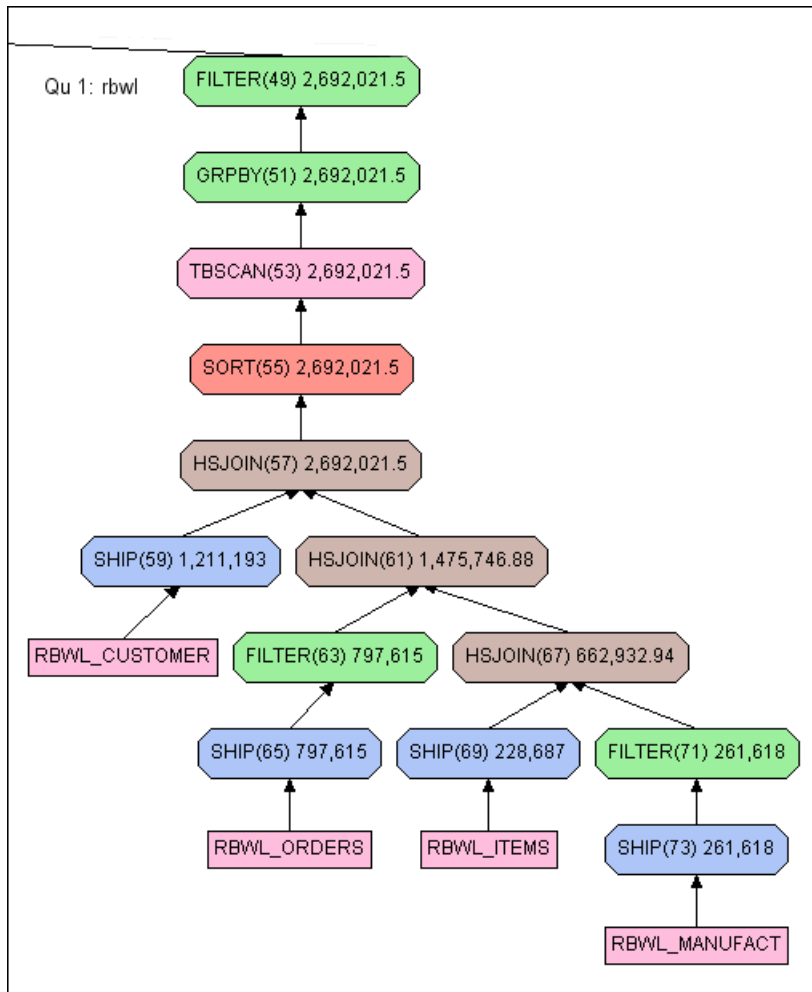 FILTER(49) 2,692,021.5
Qu 1: rbwl
GRPBY(51) 2,692,021.5
TBSCAN(53) 2,692,021.5
SORT(55) 2,692,021.5
HSJOIN(57) 2,692,021.5
SHIP(59) 1,211,193
HSJOIN(61) 1,475,746.88
RBWL_CUSTOMER
FILTER(63) 797,615
HSJOIN(67) 662,932.94
SHIP(65) 797,615
SHIP(69) 228,687
FILTER(71) 261,618
RBWL_ORDERS
RBWL_ITEMS
SHIP(73) 261,618
RBWL_MANUFACT